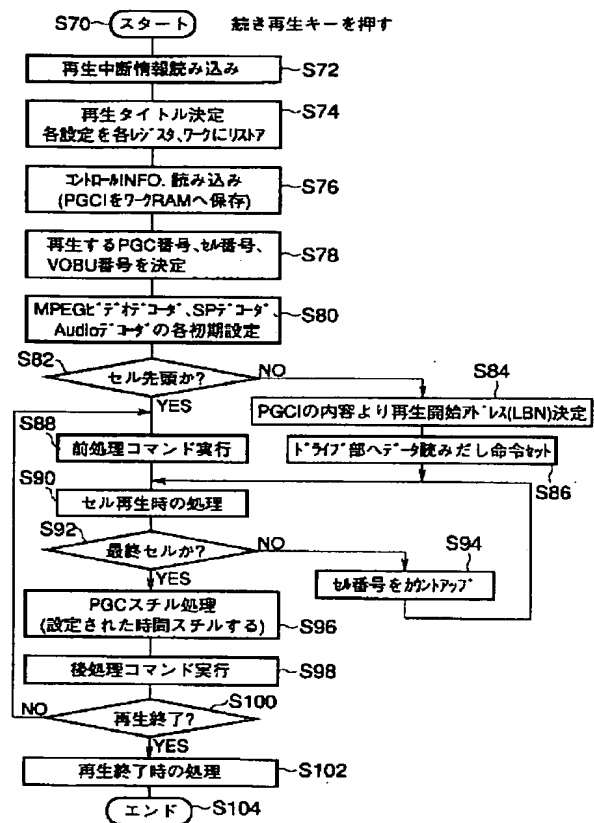 S70 スタート 続き再生キーを押す
再生中断情報読み込み S72
再生タイトル決定 S74
各設定を各レジスタ、ワークにリストア
コントロールINFO. 読み込み S76
(PGCIをワークRAMへ保存)
再生するPGC番号、セル番号、 S78
VOBU番号を決定
MPEGビデオデコーダ、SPデコーダ、 S80
Audioデコーダの各初期設定
S82 セル先頭か? NO S84
YES
PGCIの内容より再生開始アドレス(LBN)決定
S88 前処理コマンド実行
ドライブ部へデータ読みだし命令セット S86
S90 セル再生時の処理
S92 最終セルか? NO S94
YES
セル番号をカウントアップ
PGCスチル処理 S96
(設定された時間スチルする)
後処理コマンド実行 S98
NO 再生終了? S100
YES
再生終了時の処理 S102
エンド S104